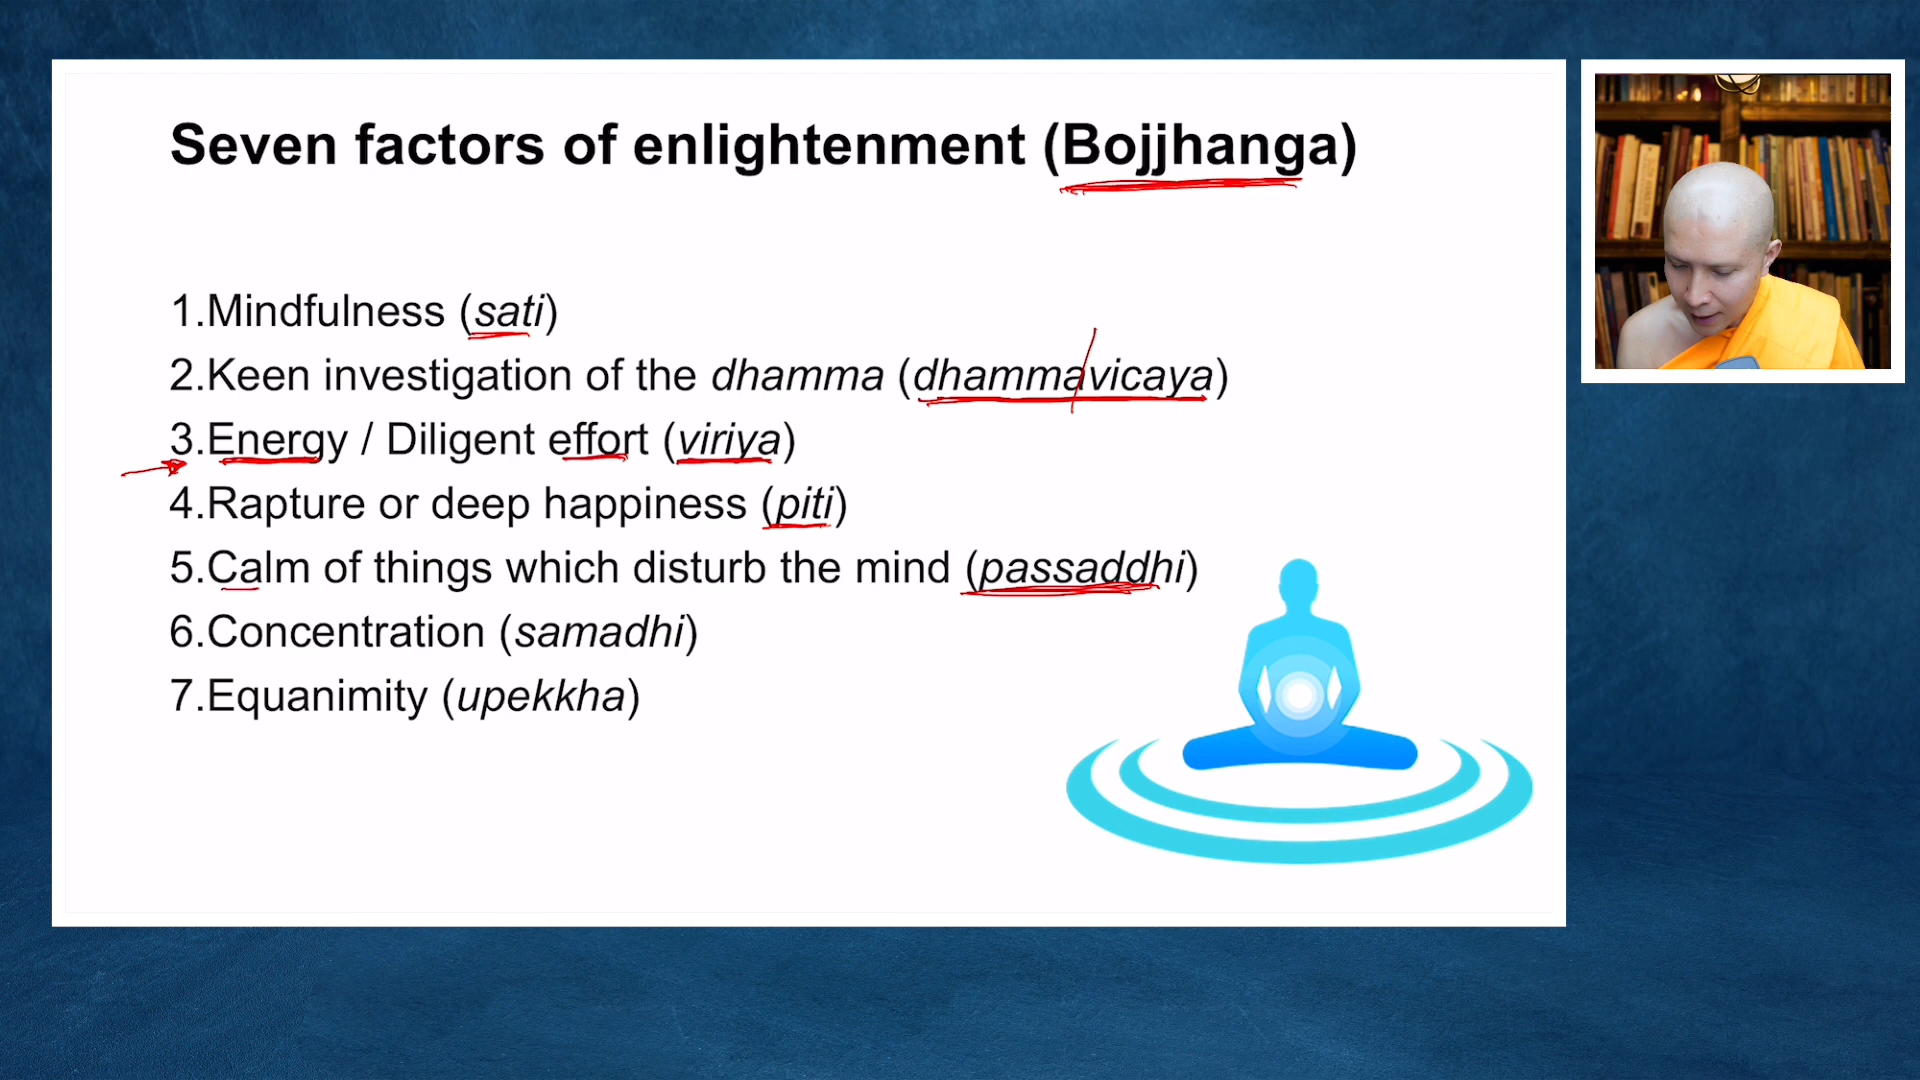 Seven factors of enlightenment (Bojjhanga)
1.Mindfulness (sati)
2.Keen investigation of the dhamma (dhammavicaya)
3.Energy / Diligent effort (viriya)
4.Rapture or deep happiness (piti)
5.Calm of things which disturb the mind (passaddhi)
6.Concentration (samadhi)
7.Equanimity (upekkha)